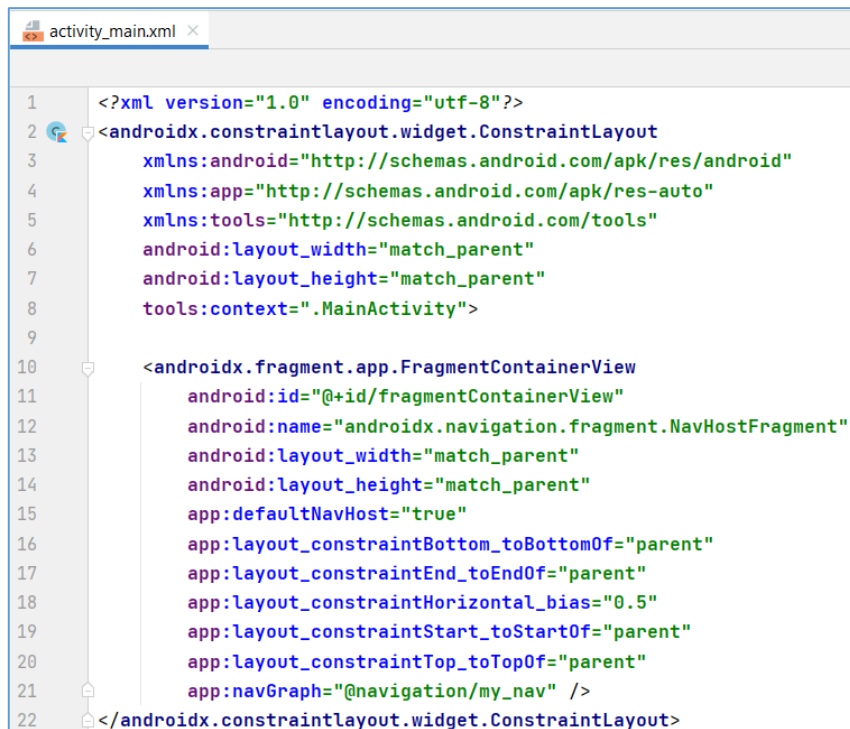 activity_main.xml
1 <?xml version="1.0" encoding="utf-8"?>
2 <androidx.constraintlayout.widget.ConstraintLayout
3 xmlns:android="http://schemas.android.com/apk/res/android"
4 xmlns:app="http://schemas.android.com/apk/res-auto"
5 xmlns:tools="http://schemas.android.com/tools"
6 android:layout_width="match_parent"
7 android:layout_height="match_parent"
8 tools:context=".MainActivity">
9
10 <androidx.fragment.app.FragmentContainerView
11 android:id="@+id/fragmentContainerView"
12 android:name="androidx.navigation.fragment.NavHostFragment"
13 android:layout_width="match_parent"
14 android:layout_height="match_parent"
15 app:defaultNavHost="true"
16 app:layout_constraintBottom_toBottomOf="parent"
17 app:layout_constraintEnd_toEndOf="parent"
18 app:layout_constraintHorizontal_bias="0.5"
19 app:layout_constraintStart_toStartOf="parent"
20 app:layout_constraintTop_toTopOf="parent"
21 app:navGraph="@navigation/my_nav" />
22 </androidx.constraintlayout.widget.ConstraintLayout>